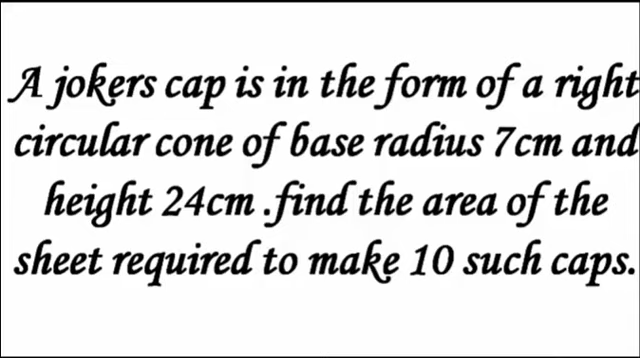 A jokers cap is in the form of a right
circular cone of base radius 7cm and
height 24cm .find the area of the
sheet required to make 10 such caps.